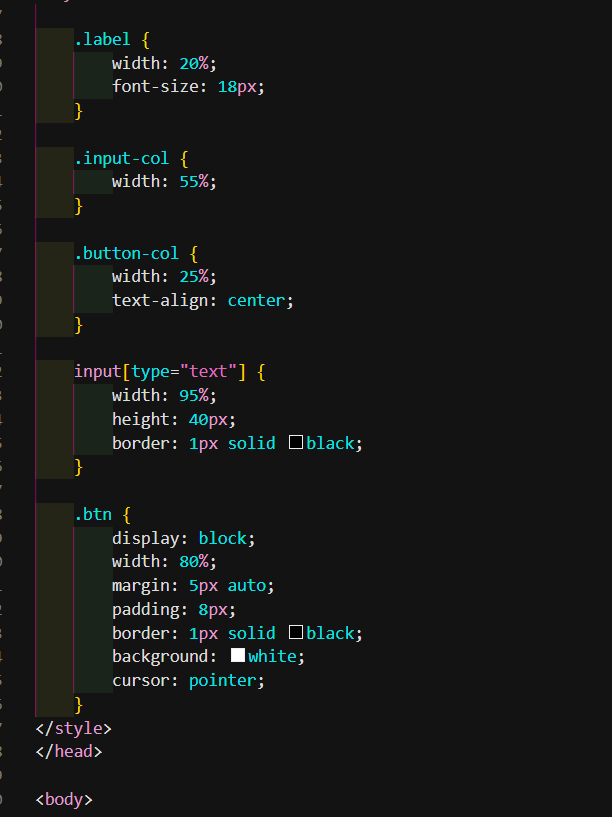 .label {
width: 20%;
font-size: 18px;
}
.input-col {
width: 55%;
}
.button-col {
width: 25%;
text-align: center;
}
input[type="text"] {
width: 95%;
height: 40px;
border: 1px solid black;
}
.btn {
display: block;
width: 80%;
margin: 5px auto;
padding: 8px;
border: 1px solid black;
background: white;
cursor: pointer;
}
</style>
</head>
<body>